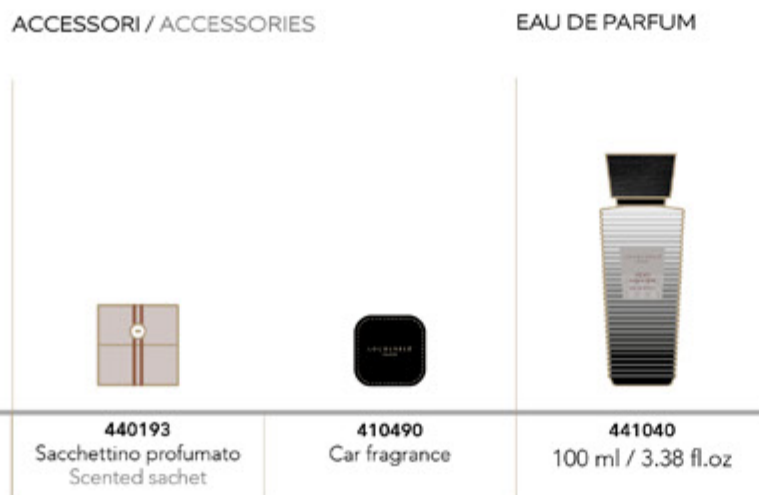 ACCESSORI / ACCESSORIES
EAU DE PARFUM
440193
Sacchettino profumato
Scented sachet
410490
Car fragrance
441040
100 ml / 3.38 fl.oz